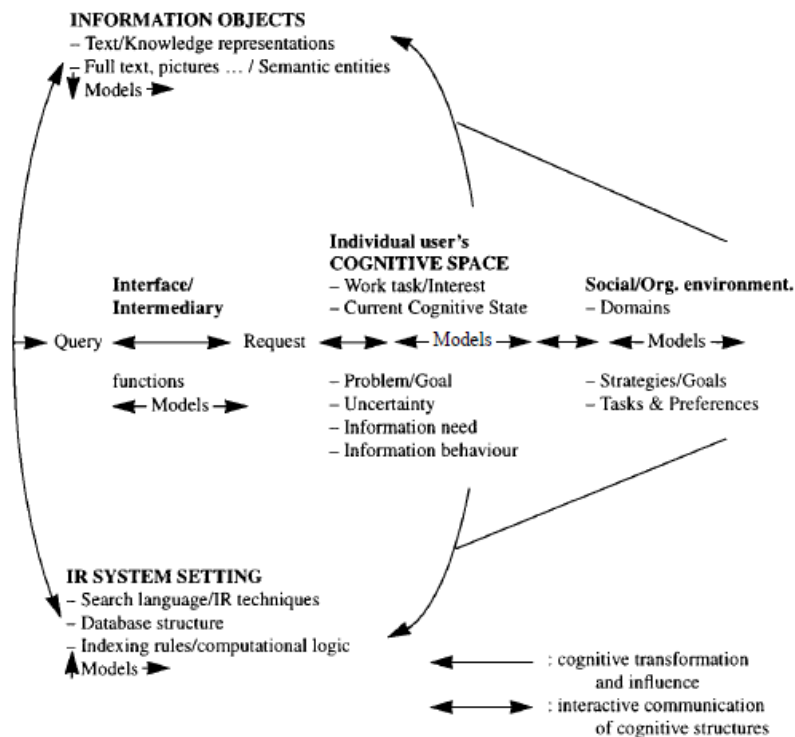 INFORMATION OBJECTS
– Text/Knowledge representations
– Full text, pictures ... / Semantic entities
Models
Individual user's
COGNITIVE SPACE
– Work task/Interest
– Current Cognitive State
Interface/
Intermediary
Social/Org. environment.
– Domains
Query
Request
Models
Models
functions
Models
– Problem/Goal
– Uncertainty
– Information need
– Information behaviour
– Strategies/Goals
– Tasks & Preferences
IR SYSTEM SETTING
– Search language/IR techniques
– Database structure
– Indexing rules/computational logic
Models
: cognitive transformation
and influence
: interactive communication
of cognitive structures